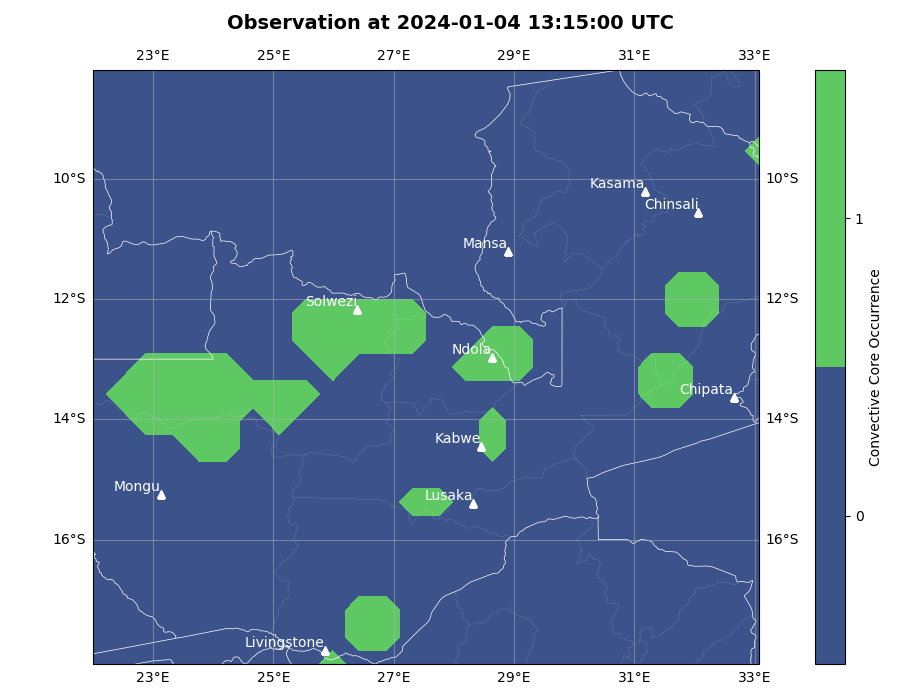 Observation at 2024-01-04 13:15:00 UTC
23°E 25°E 27°E 29°E 31°E 33°E
10°S 10°S
Kasama
Chinsali
Mansa
12°S 12°S
Solwezi
Ndola
Chipata
14°S 14°S
Kabwe
Mongu
Lusaka
16°S 16°S
Livingstone
23°E 25°E 27°E 29°E 31°E 33°E
1
0
Convective Core Occurrence